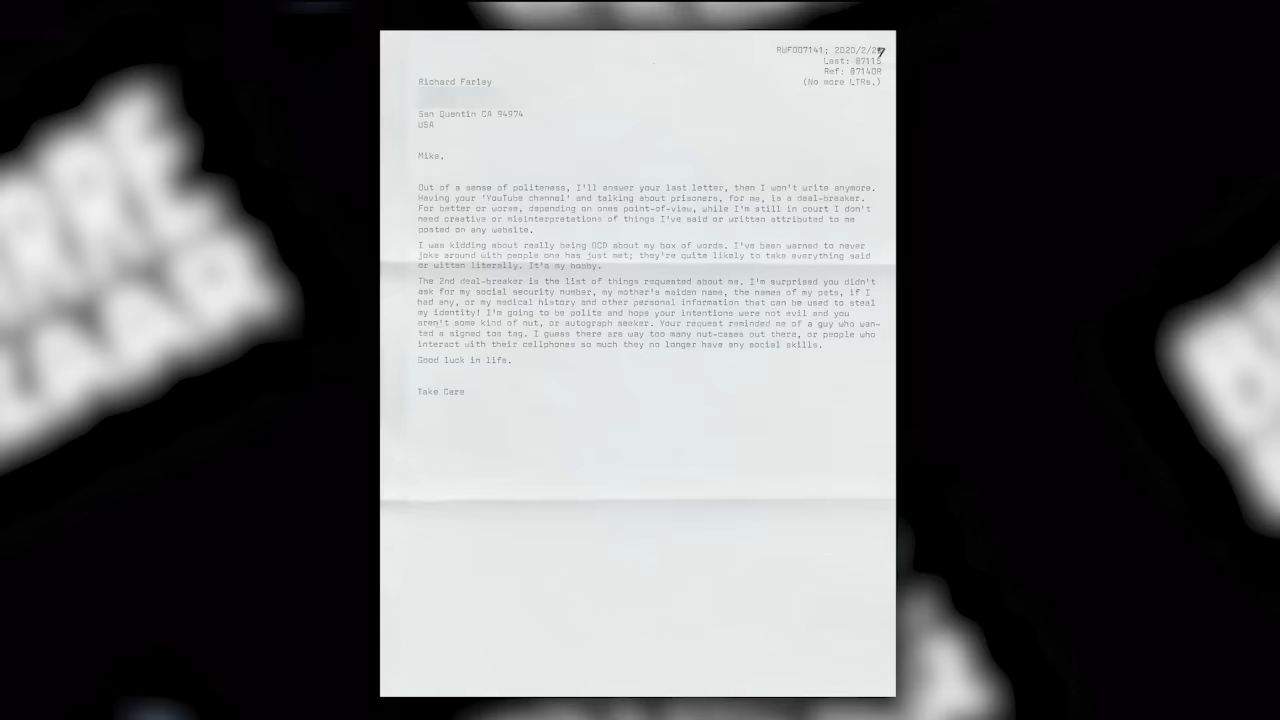 RWF007141; 2020/2/27
Last: 87115
Ref: 87140R
(No more LTRs.)
Richard Farley
San Quentin CA 94974
USA
Mike,
Out of a sense of politeness, I'll answer your last letter, then I won't write anymore.
Having your 'YouTube channel' and talking about prisoners, for me, is a deal-breaker.
For better or worse, depending on ones point-of-view, while I'm still in court I don't
need creative or misinterpretations of things I've said or written attributed to me
posted on any website.
I was kidding about really being OCD about my box of words. I've been warned to never
joke around with people one has just met; they're quite likely to take everything said
or witten literally. It's my hobby.
The 2nd deal-breaker is the list of things requested about me. I'm surprised you didn't
ask for my social security number, my mother's maiden name, the names of my pets, if I
had any, or my medical history and other personal information that can be used to steal
my identity! I'm going to be polite and hope your intentions were not evil and you
aren't some kind of nut, or autograph seeker. Your request reminded me of a guy who wan-
ted a signed toe tag. I guess there are way too many nut-cases out there, or people who
interact with their cellphones so much they no longer have any social skills.
Good luck in life.
Take Care